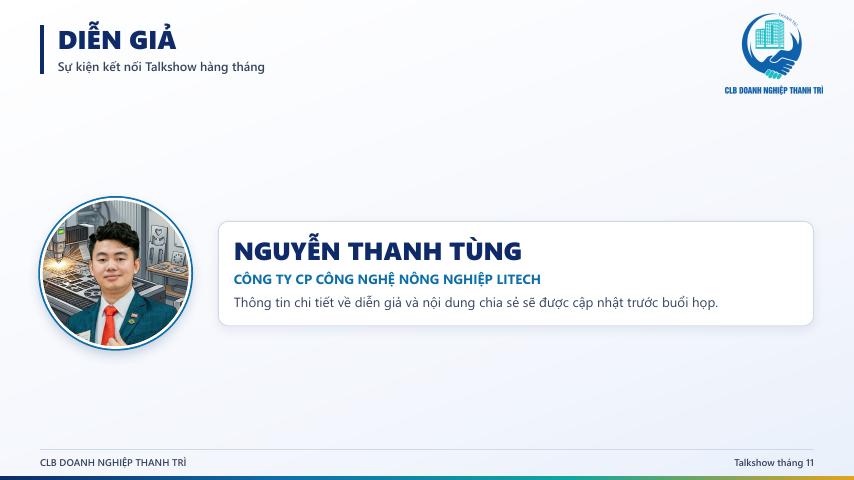 DIỄN GIẢ
Sự kiện kết nối Talkshow hàng tháng
THANH TRÌ
CLB DOANH NGHIỆP THANH TRÌ
NGUYỄN THANH TÙNG
CÔNG TY CP CÔNG NGHỆ NÔNG NGHIỆP LITECH
Thông tin chi tiết về diễn giả và nội dung chia sẻ sẽ được cập nhật trước buổi họp.
CLB DOANH NGHIỆP THANH TRÌ
Talkshow tháng 11